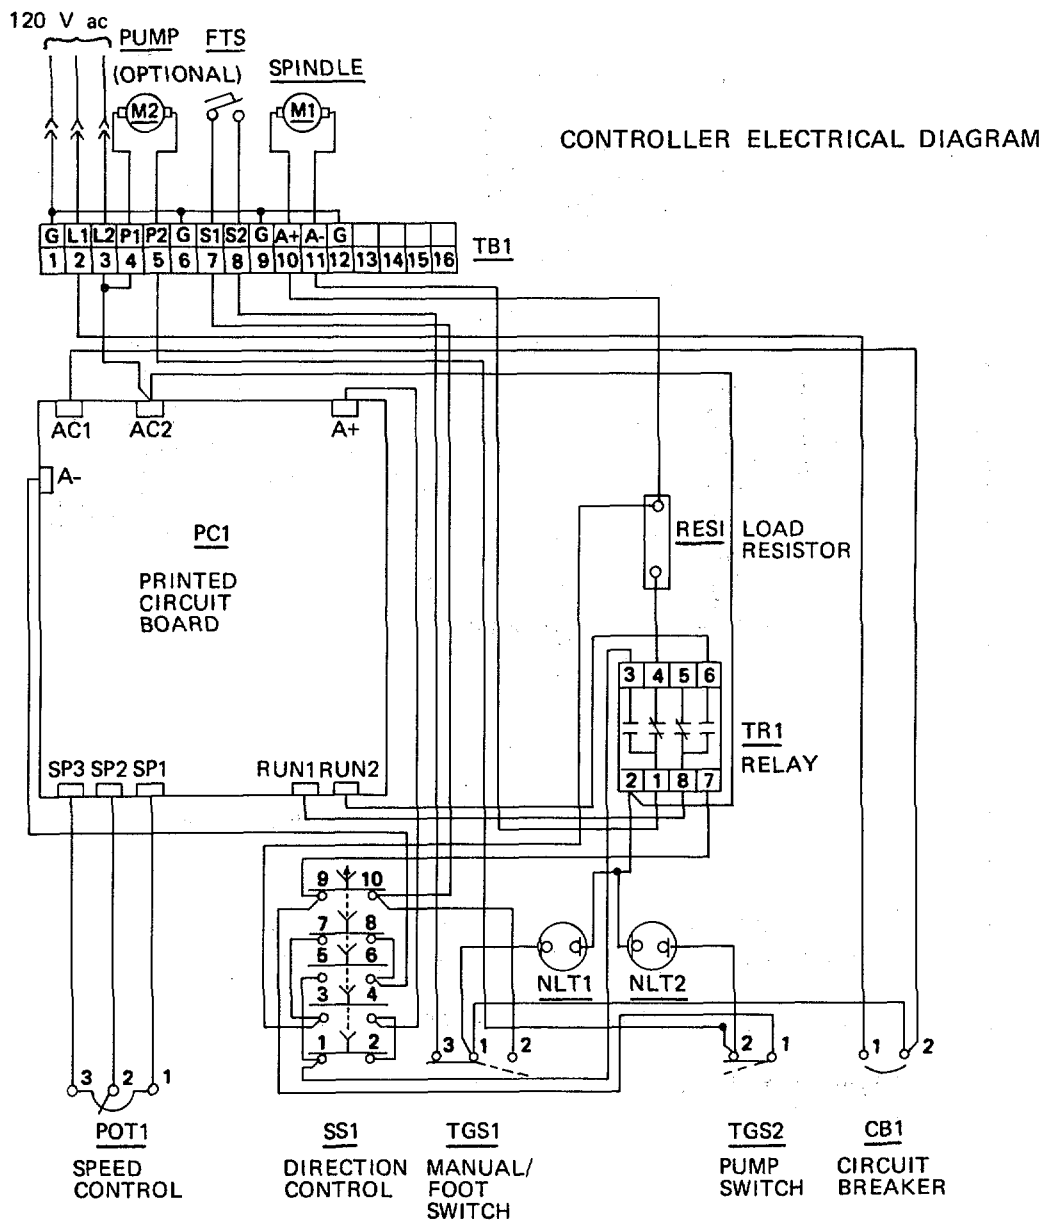 120 V ac
PUMP FTS
(OPTIONAL) SPINDLE
M2 M1
CONTROLLER ELECTRICAL DIAGRAM
G L1 L2 P1 P2 G S1 S2 G A+ A- G
1 2 3 4 5 6 7 8 9 10 11 12 13 14 15 16
TB1
AC1 AC2 A+
A-
PC1
PRINTED
CIRCUIT
BOARD
RESI LOAD
RESISTOR
3 4 5 6
TR1
RELAY
2 1 8 7
SP3 SP2 SP1 RUN1 RUN2
9 10
7 8
5 6
3 4
1 2
NLT1 NLT2
3 1 2
2 1
1 2
3 2 1
POT1
SPEED
CONTROL
SS1
DIRECTION
CONTROL
TGS1
MANUAL/
FOOT
SWITCH
TGS2
PUMP
SWITCH
CB1
CIRCUIT
BREAKER